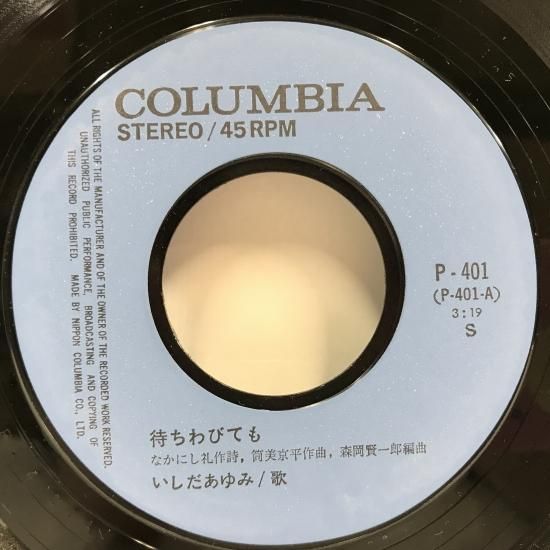 COLUMBIA
STEREO / 45 RPM
ALL RIGHTS OF THE MANUFACTURER AND OF THE OWNER OF THE RECORDED WORK RESERVED.
UNAUTHORIZED PUBLIC PERFORMANCE, BROADCASTING AND COPYING OF
THIS RECORD PROHIBITED. MADE BY NIPPON COLUMBIA CO., LTD.
P - 401
(P-401-A)
3:19
S
待ちわびても
なかにし礼作詩, 筒美京平作曲, 森岡賢一郎編曲
いしだあゆみ / 歌